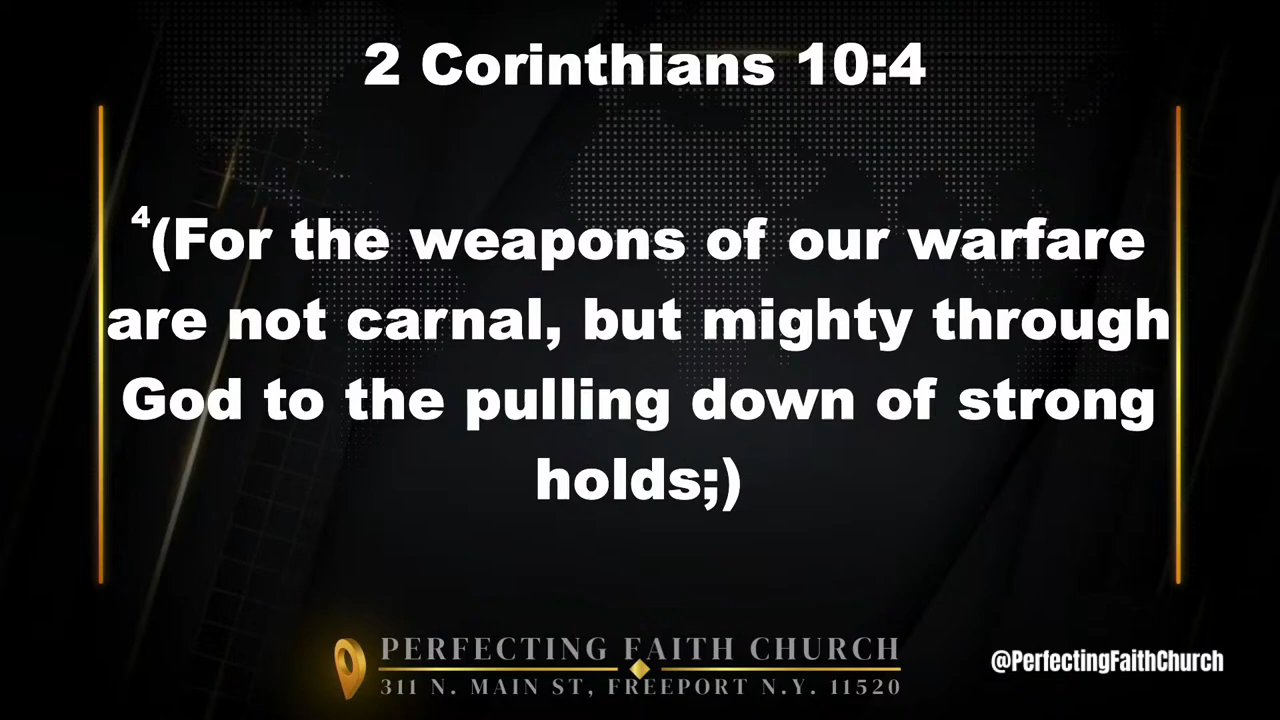 2 Corinthians 10:4
4(For the weapons of our warfare
are not carnal, but mighty through
God to the pulling down of strong
holds;)
PERFECTING FAITH CHURCH
311 N. MAIN ST, FREEPORT N.Y. 11520
@PerfectingFaithChurch